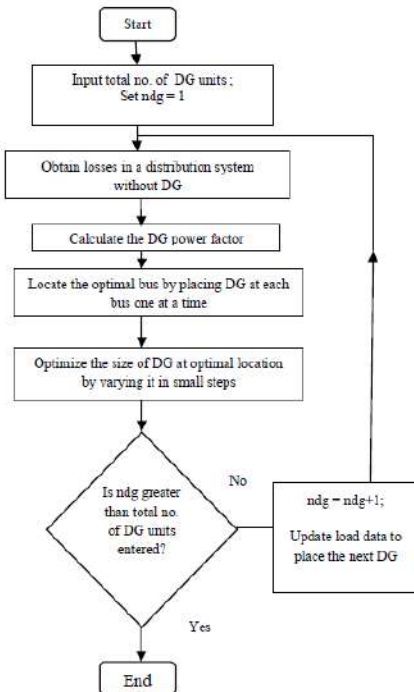 Start
Input total no. of DG units ;
Set ndg = 1
Obtain losses in a distribution system
without DG
Calculate the DG power factor
Locate the optimal bus by placing DG at each
bus one at a time
Optimize the size of DG at optimal location
by varying it in small steps
Is ndg greater
than total no.
of DG units
entered?
No
ndg = ndg+1;
Update load data to
place the next DG
Yes
End